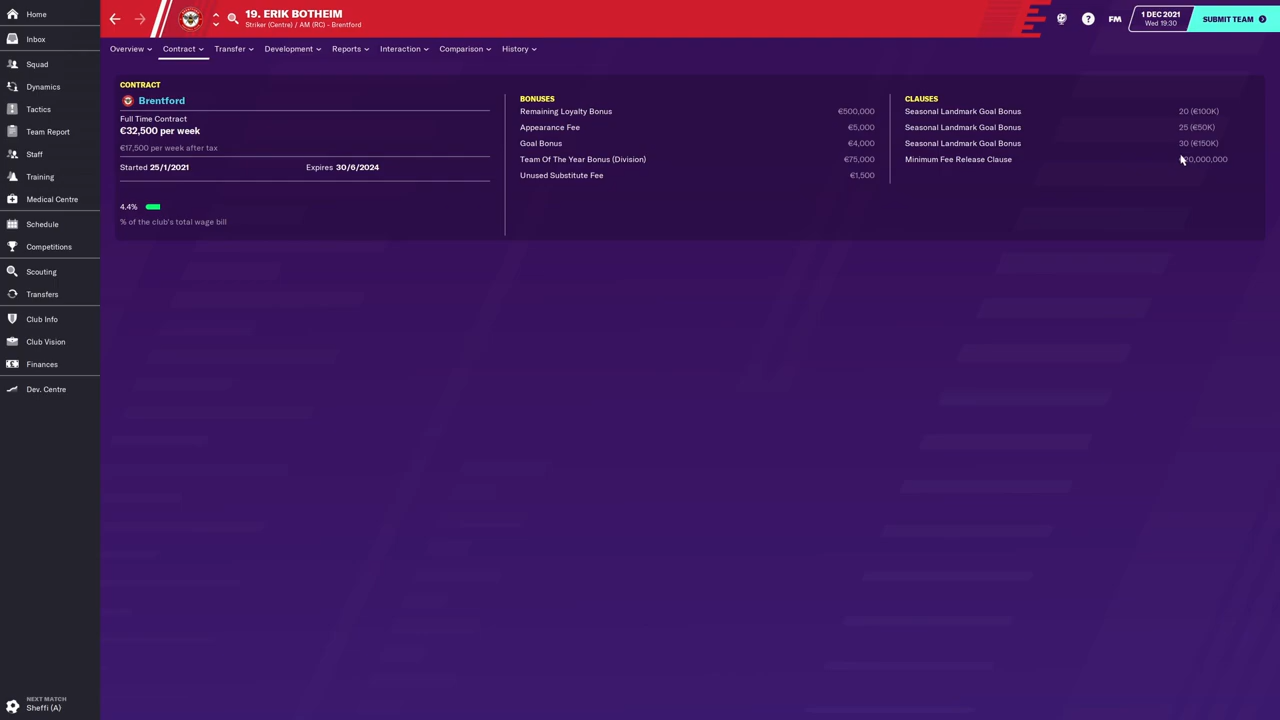 Home
Inbox
Squad
Dynamics
Tactics
Team Report
Staff
Training
Medical Centre
Schedule
Competitions
Scouting
Transfers
Club Info
Club Vision
Finances
Dev. Centre
NEXT MATCH
Sheffi (A)
19. ERIK BOTHEIM
Striker (Centre) / AM (RC) - Brentford
FM
1 DEC 2021
Wed 19:30
SUBMIT TEAM
Overview
Contract
Transfer
Development
Reports
Interaction
Comparison
History
CONTRACT
Brentford
Full Time Contract
€32,500 per week
€17,500 per week after tax
Started 25/1/2021 Expires 30/6/2024
4.4%
% of the club's total wage bill
BONUSES
Remaining Loyalty Bonus €500,000
Appearance Fee €5,000
Goal Bonus €4,000
Team Of The Year Bonus (Division) €75,000
Unused Substitute Fee €1,500
CLAUSES
Seasonal Landmark Goal Bonus 20 (€100K)
Seasonal Landmark Goal Bonus 25 (€50K)
Seasonal Landmark Goal Bonus 30 (€150K)
Minimum Fee Release Clause